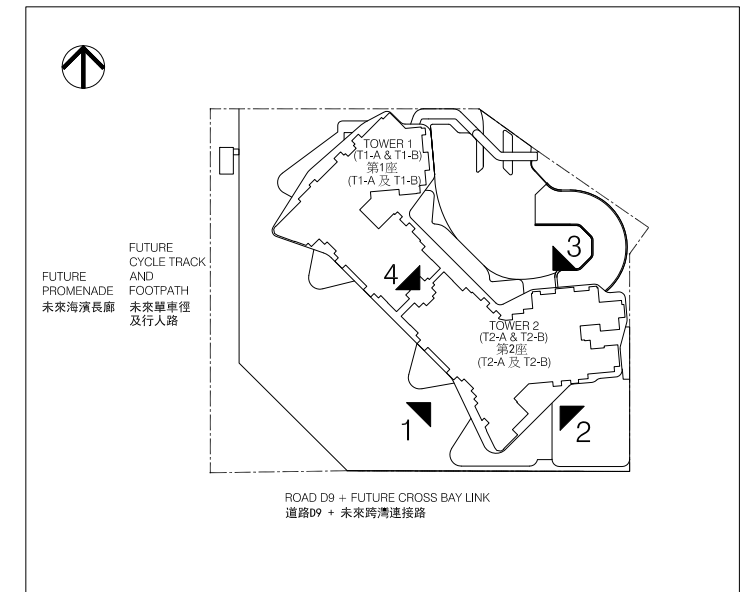 TOWER 1
(T1-A & T1-B)
第1座
(T1-A 及 T1-B)
3
4
FUTURE
PROMENADE
未來海濱長廊
FUTURE
CYCLE TRACK
AND
FOOTPATH
未來單車徑
及行人路
TOWER 2
(T2-A & T2-B)
第2座
(T2-A 及 T2-B)
1
2
ROAD D9 + FUTURE CROSS BAY LINK
道路D9 + 未來跨灣連接路